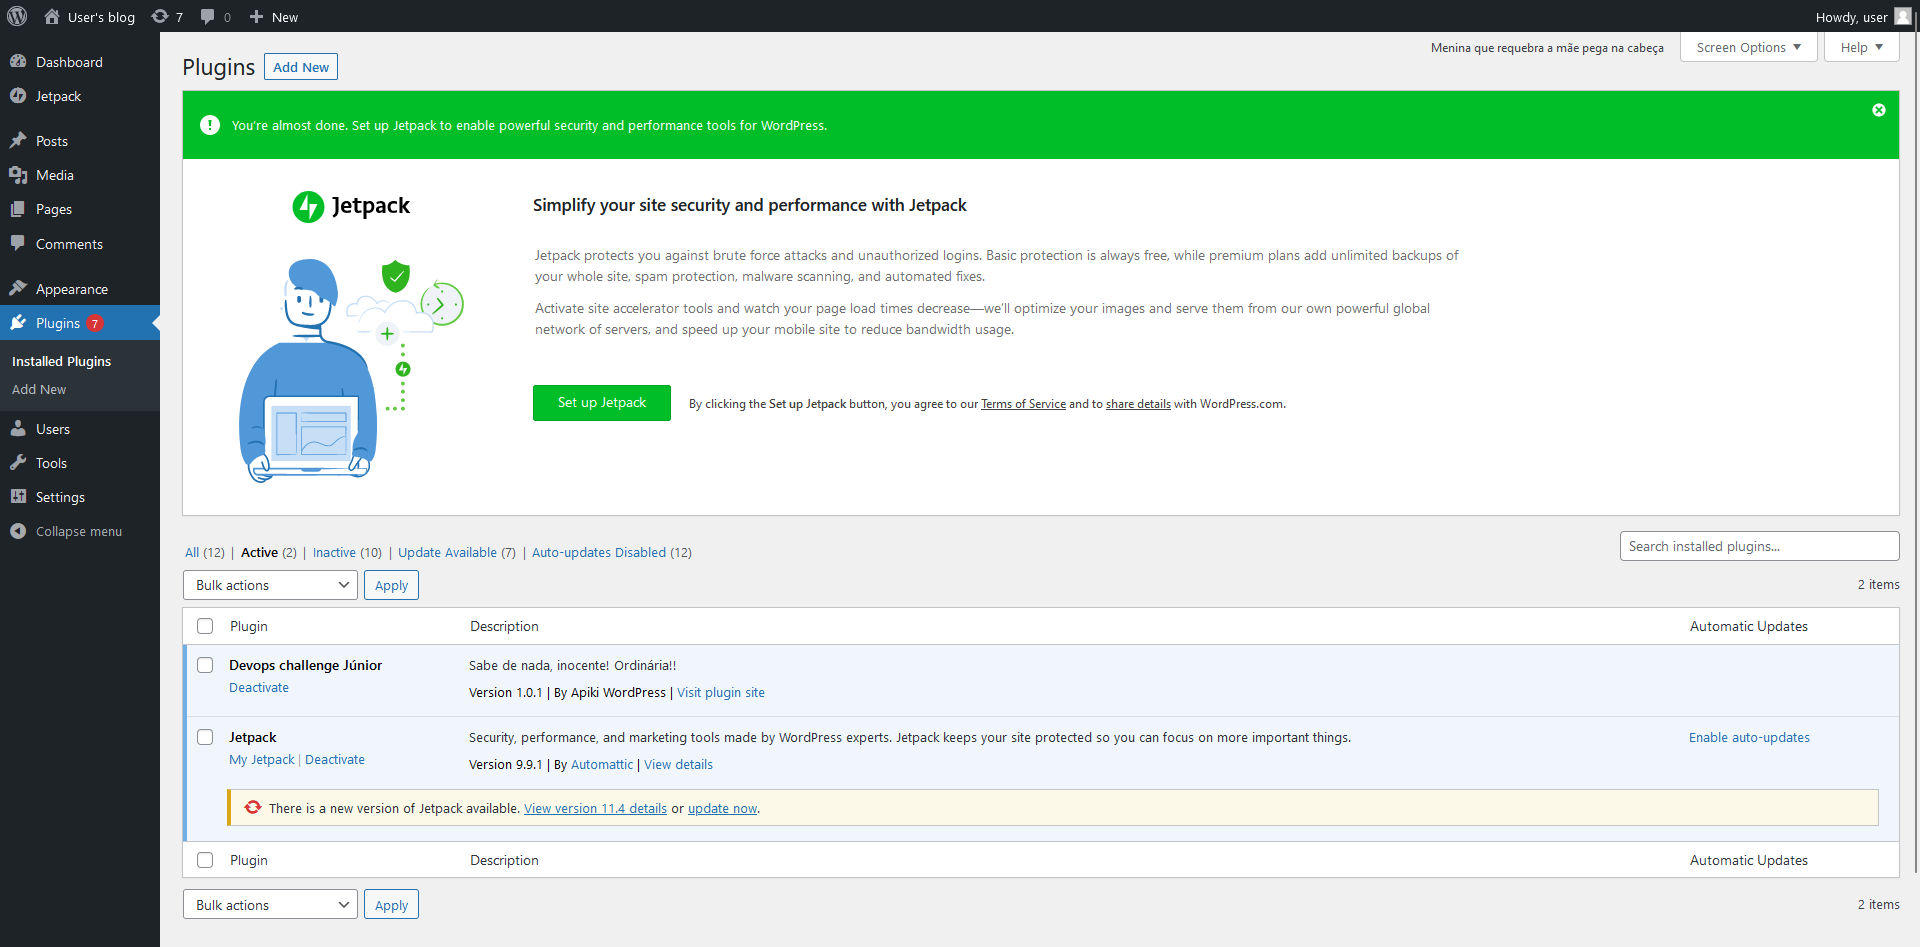 User's blog
7
0
New
Howdy, user
Dashboard
Jetpack
Posts
Media
Pages
Comments
Appearance
Plugins 7
Installed Plugins
Add New
Users
Tools
Settings
Collapse menu
Menina que requebra a mãe pega na cabeça
Screen Options
Help
Plugins
Add New
You're almost done. Set up Jetpack to enable powerful security and performance tools for WordPress.
Jetpack
Simplify your site security and performance with Jetpack
Jetpack protects you against brute force attacks and unauthorized logins. Basic protection is always free, while premium plans add unlimited backups of
your whole site, spam protection, malware scanning, and automated fixes.
Activate site accelerator tools and watch your page load times decrease—we'll optimize your images and serve them from our own powerful global
network of servers, and speed up your mobile site to reduce bandwidth usage.
Set up Jetpack
By clicking the Set up Jetpack button, you agree to our Terms of Service and to share details with WordPress.com.
All (12) | Active (2) | Inactive (10) | Update Available (7) | Auto-updates Disabled (12)
Search installed plugins...
Bulk actions
Apply
2 items
Plugin
Description
Automatic Updates
Devops challenge Júnior
Sabe de nada, inocente! Ordinária!!
Deactivate
Version 1.0.1 | By Apiki WordPress | Visit plugin site
Jetpack
Security, performance, and marketing tools made by WordPress experts. Jetpack keeps your site protected so you can focus on more important things.
Enable auto-updates
My Jetpack | Deactivate
Version 9.9.1 | By Automattic | View details
There is a new version of Jetpack available. View version 11.4 details or update now.
Plugin
Description
Automatic Updates
Bulk actions
Apply
2 items